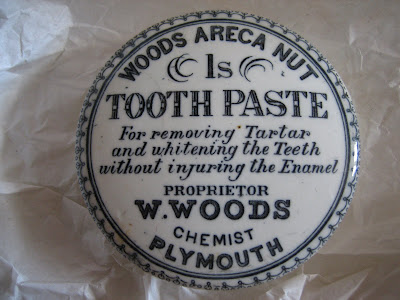 WOODS ARECA NUT
1s
TOOTH PASTE
For removing Tartar
and whitening the Teeth
without injuring the Enamel
PROPRIETOR
W. WOODS
CHEMIST
PLYMOUTH